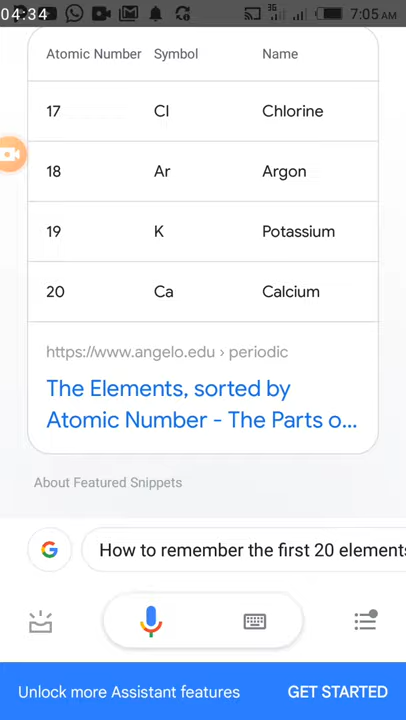 04:34 3G 7:05 AM
Atomic Number Symbol Name
17 Cl Chlorine
18 Ar Argon
19 K Potassium
20 Ca Calcium
https://www.angelo.edu › periodic
The Elements, sorted by
Atomic Number - The Parts o...
About Featured Snippets
G How to remember the first 20 elements
Unlock more Assistant features GET STARTED